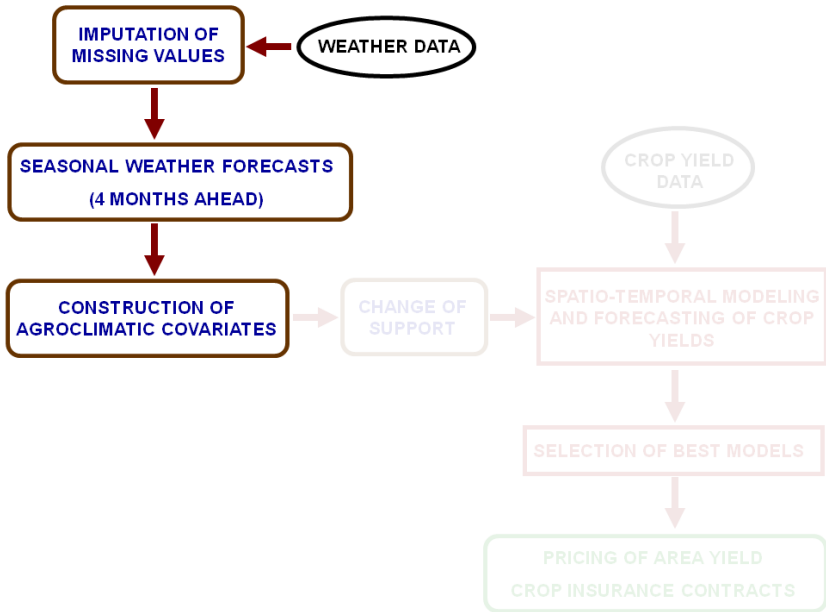 IMPUTATION OF
MISSING VALUES
WEATHER DATA
SEASONAL WEATHER FORECASTS
(4 MONTHS AHEAD)
CROP YIELD
DATA
CONSTRUCTION OF
AGROCLIMATIC COVARIATES
CHANGE OF
SUPPORT
SPATIO-TEMPORAL MODELING
AND FORECASTING OF CROP
YIELDS
SELECTION OF BEST MODELS
PRICING OF AREA YIELD
CROP INSURANCE CONTRACTS